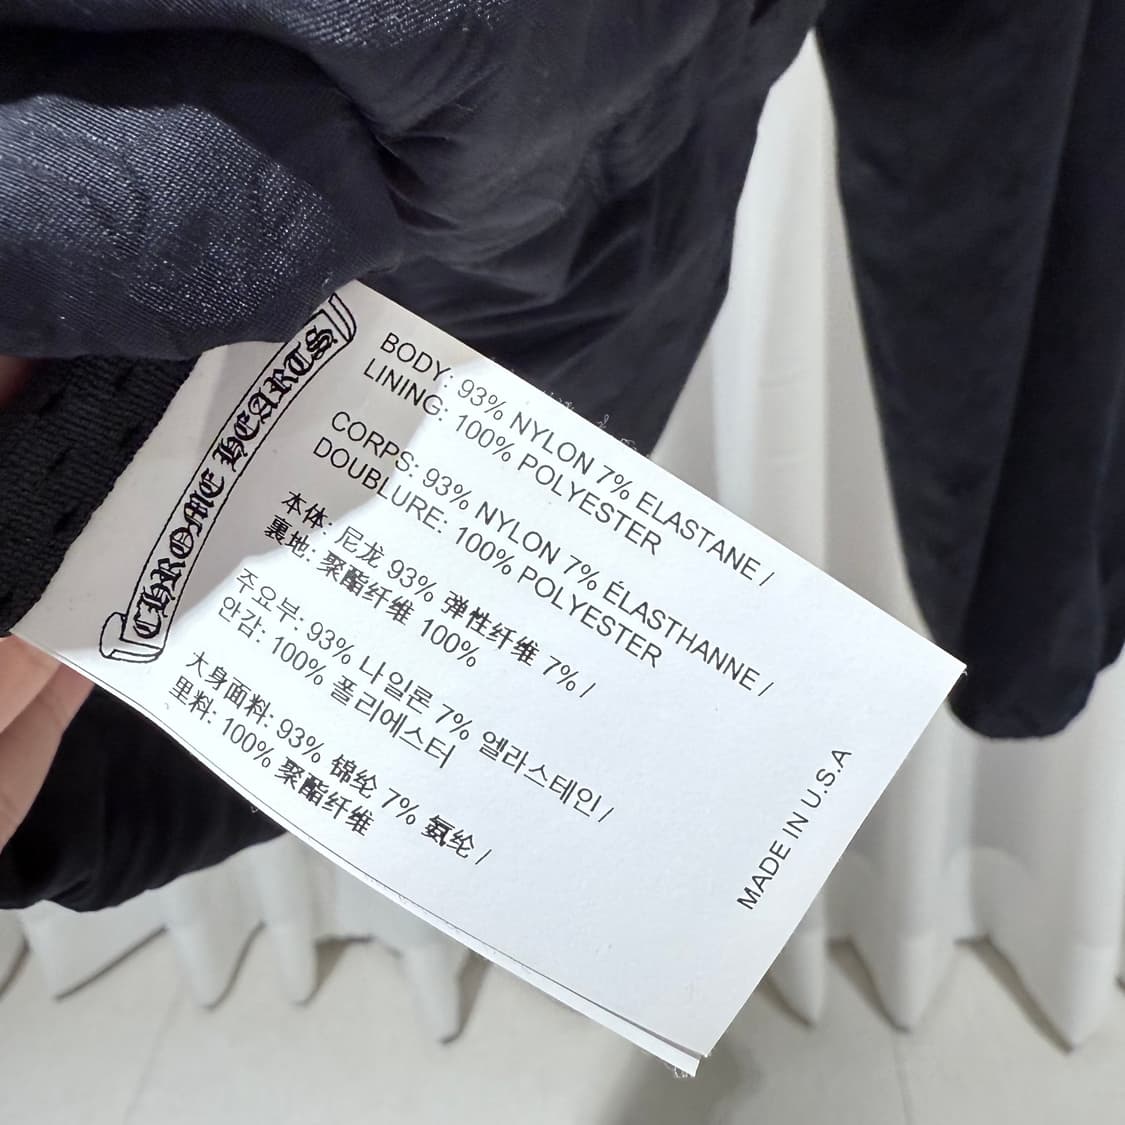 CHROME HEARTS
BODY: 93% NYLON 7% ELASTANE /
LINING: 100% POLYESTER
CORPS: 93% NYLON 7% ÉLASTHANNE /
DOUBLURE: 100% POLYESTER
本体: 尼龙 93% 弹性纤维 7% /
裏地: 聚酯纤维 100%
주요부: 93% 나일론 7% 엘라스테인 /
안감: 100% 폴리에스터
大身面料: 93% 锦纶 7% 氨纶 /
里料: 100% 聚酯纤维
MADE IN U.S.A